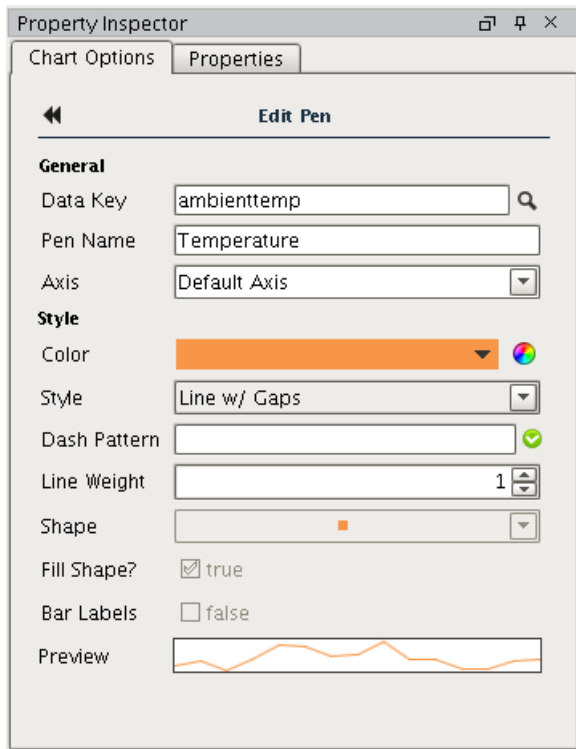 Property Inspector
Chart Options Properties
Edit Pen
General
Data Key ambienttemp
Pen Name Temperature
Axis Default Axis
Style
Color
Style Line w/ Gaps
Dash Pattern
Line Weight 1
Shape
Fill Shape? true
Bar Labels false
Preview